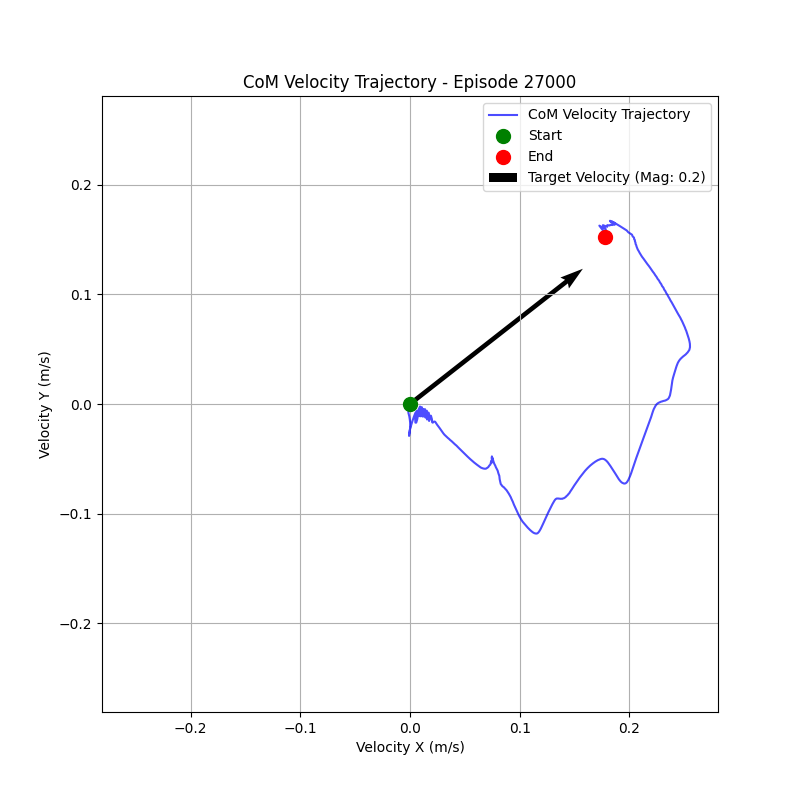 CoM Velocity Trajectory - Episode 27000
CoM Velocity Trajectory
Start
End
Target Velocity (Mag: 0.2)
0.2
0.1
0.0
−0.1
−0.2
Velocity Y (m/s)
−0.2
−0.1
0.0
0.1
0.2
Velocity X (m/s)